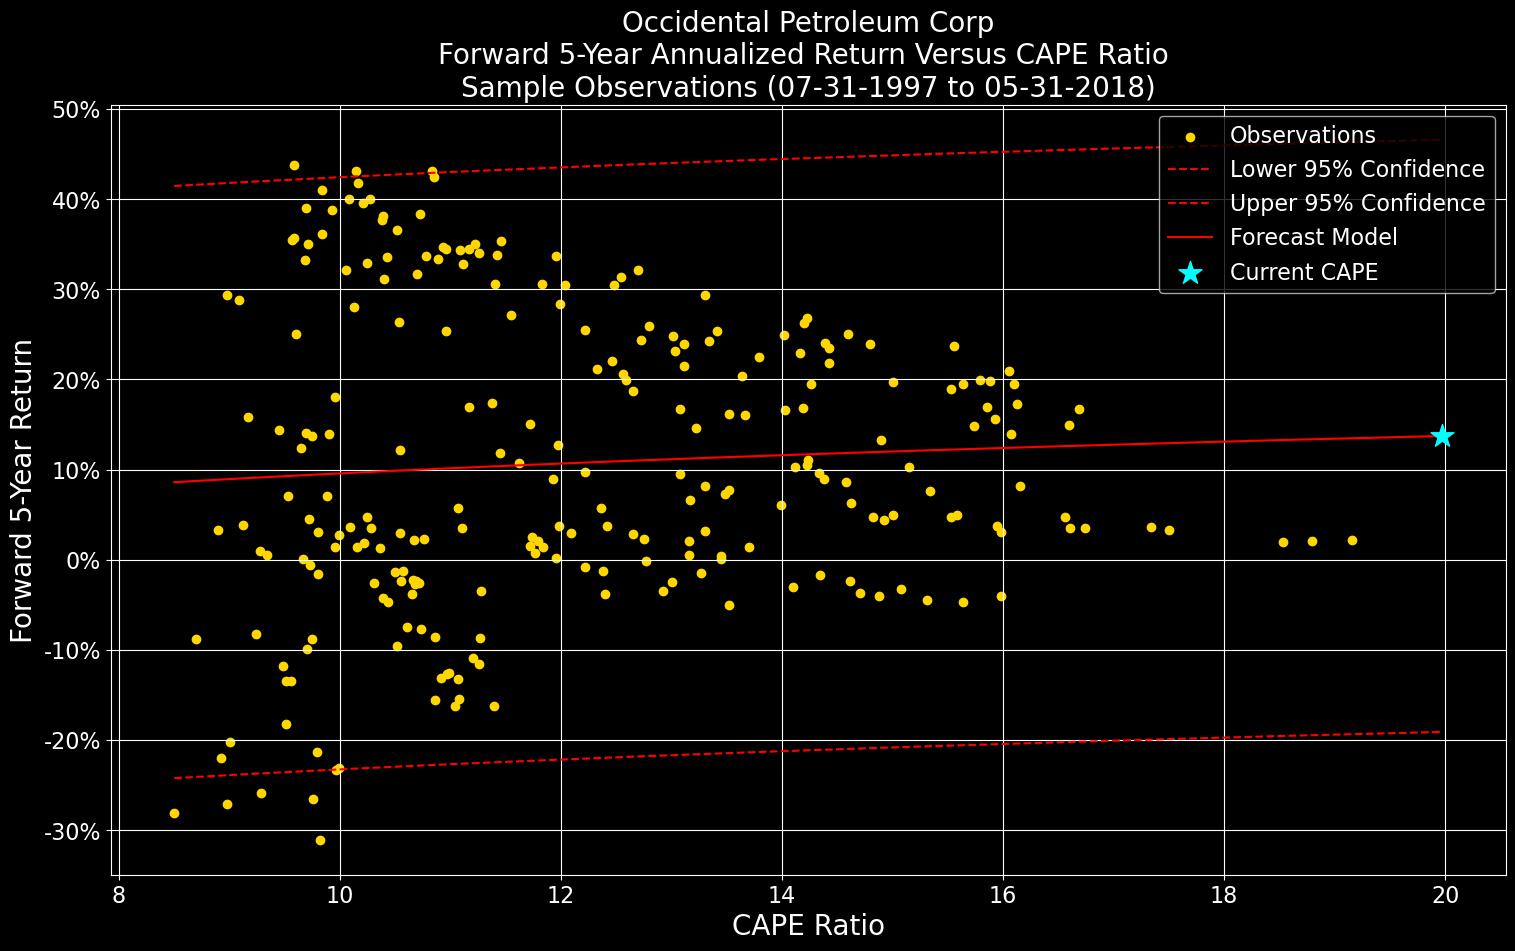 Occidental Petroleum Corp
Forward 5-Year Annualized Return Versus CAPE Ratio
Sample Observations (07-31-1997 to 05-31-2018)
Observations
Lower 95% Confidence
Upper 95% Confidence
Forecast Model
Current CAPE
Forward 5-Year Return
50%
40%
30%
20%
10%
0%
-10%
-20%
-30%
8 10 12 14 16 18 20
CAPE Ratio